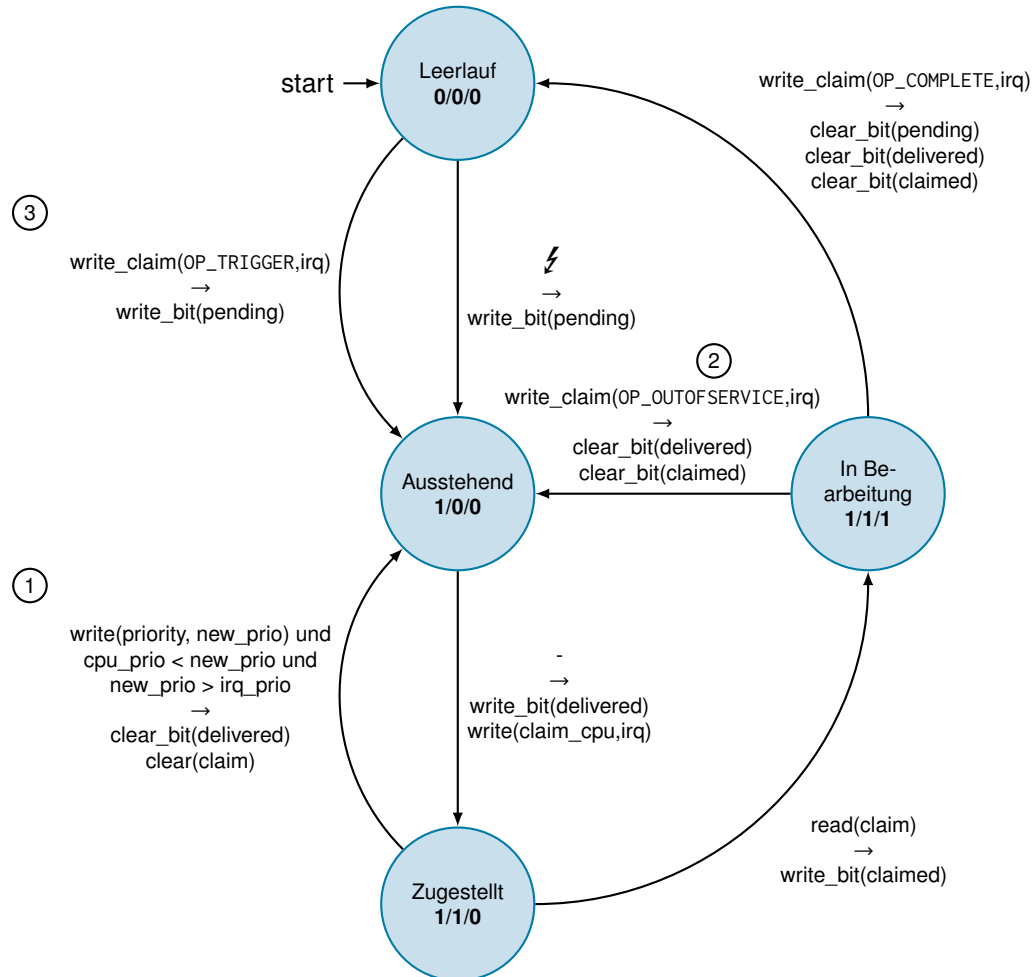 start
Leerlauf
0/0/0
write_claim(OP_COMPLETE,irq)
→
clear_bit(pending)
clear_bit(delivered)
clear_bit(claimed)
3
write_claim(OP_TRIGGER,irq)
→
write_bit(pending)
→
write_bit(pending)
2
write_claim(OP_OUTOFSERVICE,irq)
→
clear_bit(delivered)
clear_bit(claimed)
Ausstehend
1/0/0
In Be-
arbeitung
1/1/1
1
write(priority, new_prio) und
cpu_prio < new_prio und
new_prio > irq_prio
→
clear_bit(delivered)
clear(claim)
-
→
write_bit(delivered)
write(claim_cpu,irq)
read(claim)
→
write_bit(claimed)
Zugestellt
1/1/0